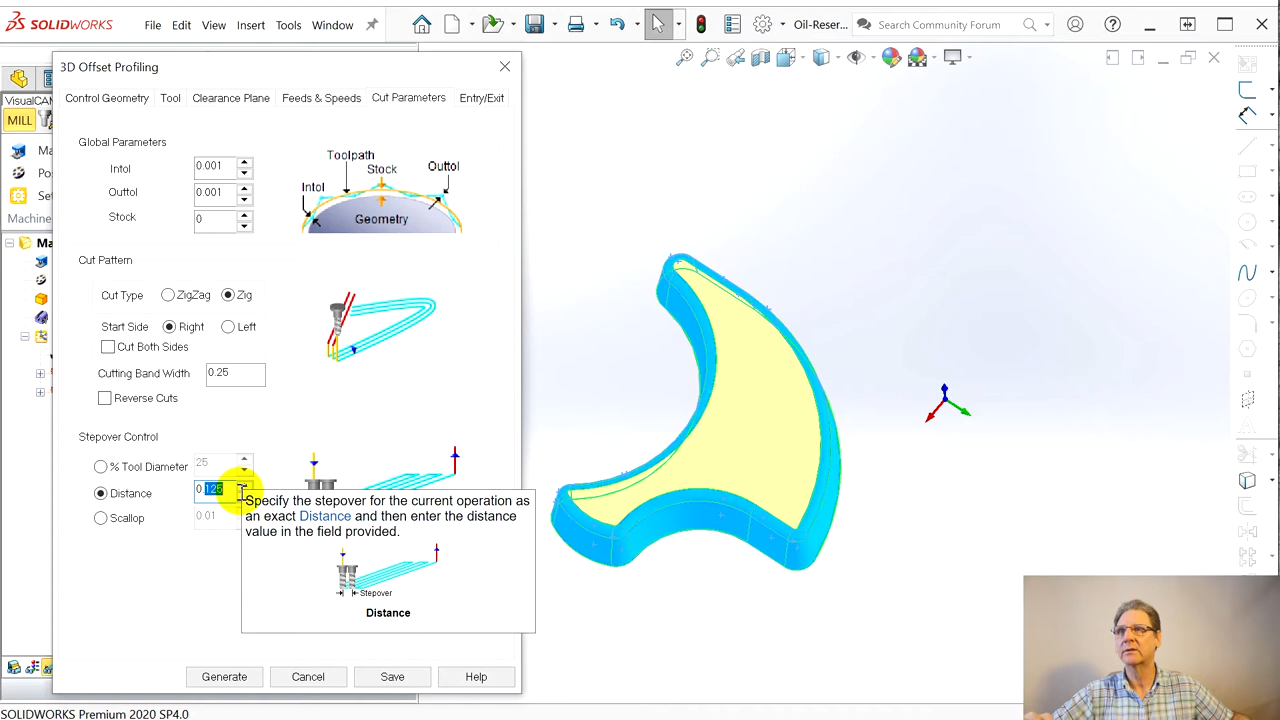 SOLIDWORKS File Edit View Insert Tools Window Oil-Reser... Search Community Forum
3D Offset Profiling
Control Geometry Tool Clearance Plane Feeds & Speeds Cut Parameters Entry/Exit
VisualCAM
MILL
Ma
Po
Set
Machine
Ma
Global Parameters
Intol 0.001
Outtol 0.001
Stock 0
Toolpath
Stock
Outtol
Intol
Geometry
Cut Pattern
Cut Type ZigZag Zig
Start Side Right Left
Cut Both Sides
Cutting Band Width 0.25
Reverse Cuts
Stepover Control
% Tool Diameter 25
Distance 0.125
Scallop 0.01
Specify the stepover for the current operation as
an exact Distance and then enter the distance
value in the field provided.
Stepover
Distance
Generate Cancel Save Help
SOLIDWORKS Premium 2020 SP4.0